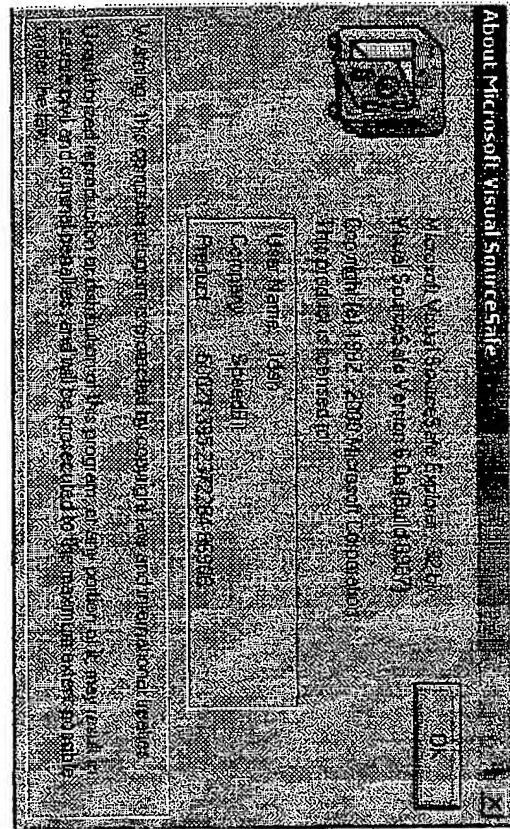 About Microsoft Visual SourceSafe
Microsoft Visual SourceSafe Explorer - 32 bit
Visual SourceSafe Version 6.0
Copyright (c) 1992 - Microsoft Corporation
This product is licensed to:
User Name:
Company:
Product
Warning: This computer program is protected by copyright law and international treaties.
Unauthorized reproduction or distribution of this program, or any portion of it, may result in
severe civil and criminal penalties, and will be prosecuted to the maximum extent possible
under the law.
OK